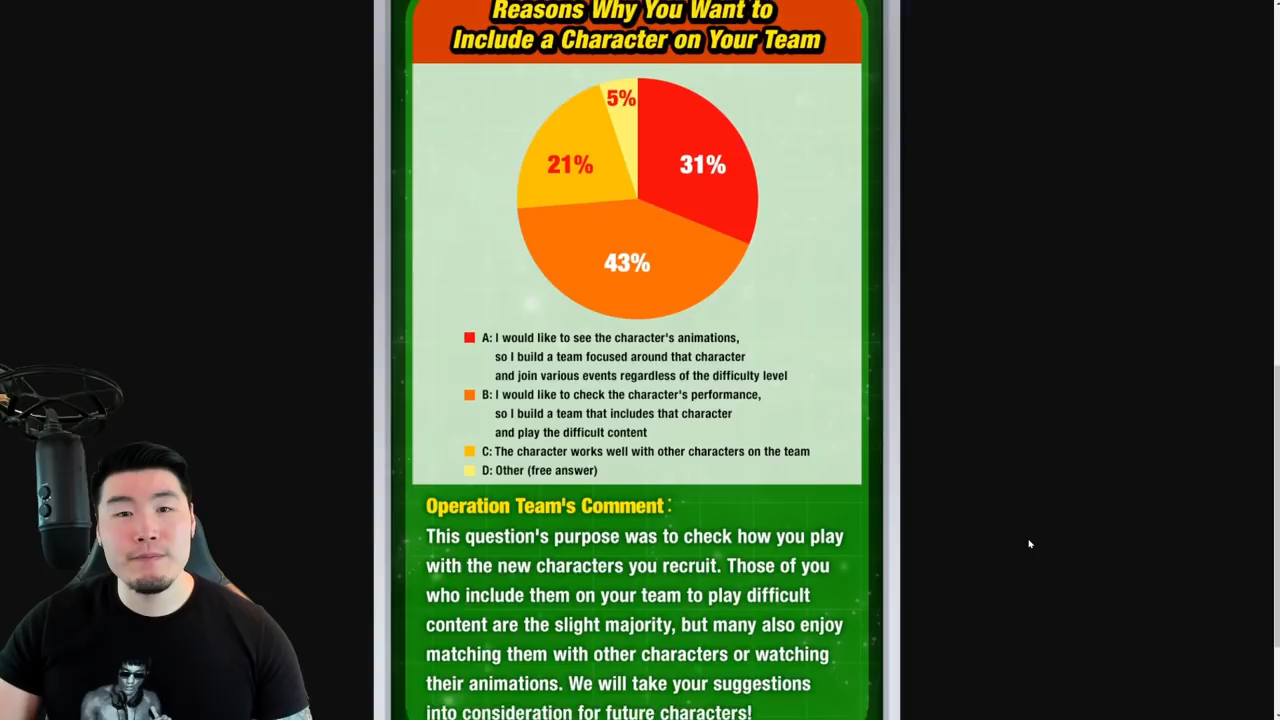 Reasons Why You Want to
Include a Character on Your Team
5%
21%
31%
43%
A: I would like to see the character's animations,
so I build a team focused around that character
and join various events regardless of the difficulty level
B: I would like to check the character's performance,
so I build a team that includes that character
and play the difficult content
C: The character works well with other characters on the team
D: Other (free answer)
Operation Team's Comment:
This question's purpose was to check how you play
with the new characters you recruit. Those of you
who include them on your team to play difficult
content are the slight majority, but many also enjoy
matching them with other characters or watching
their animations. We will take your suggestions
into consideration for future characters!